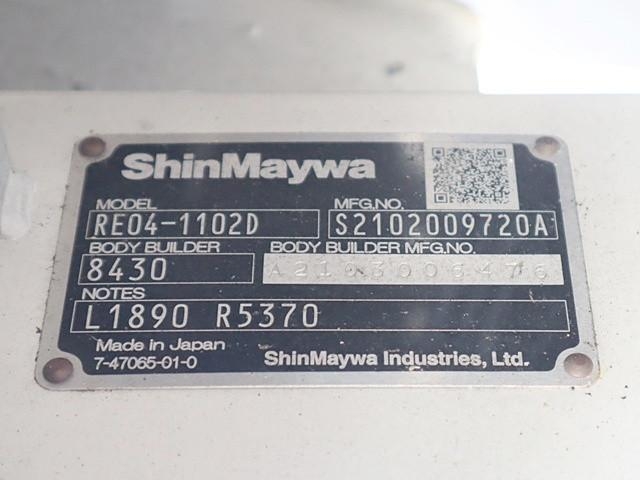 ShinMaywa
MODEL MFG.NO.
RE04-1102D S2102009720A
BODY BUILDER BODY BUILDER MFG.NO.
8430
NOTES
L1890 R5370
Made in Japan
7-47065-01-0 ShinMaywa Industries, Ltd.